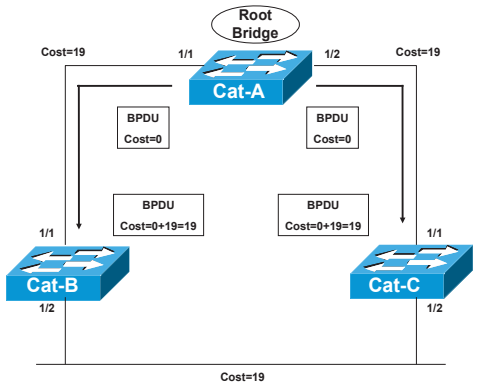 Root
Bridge
Cost=19
1/1
1/2
Cost=19
Cat-A
BPDU
Cost=0
BPDU
Cost=0
BPDU
Cost=0+19=19
BPDU
Cost=0+19=19
1/1
1/1
Cat-B
Cat-C
1/2
1/2
Cost=19